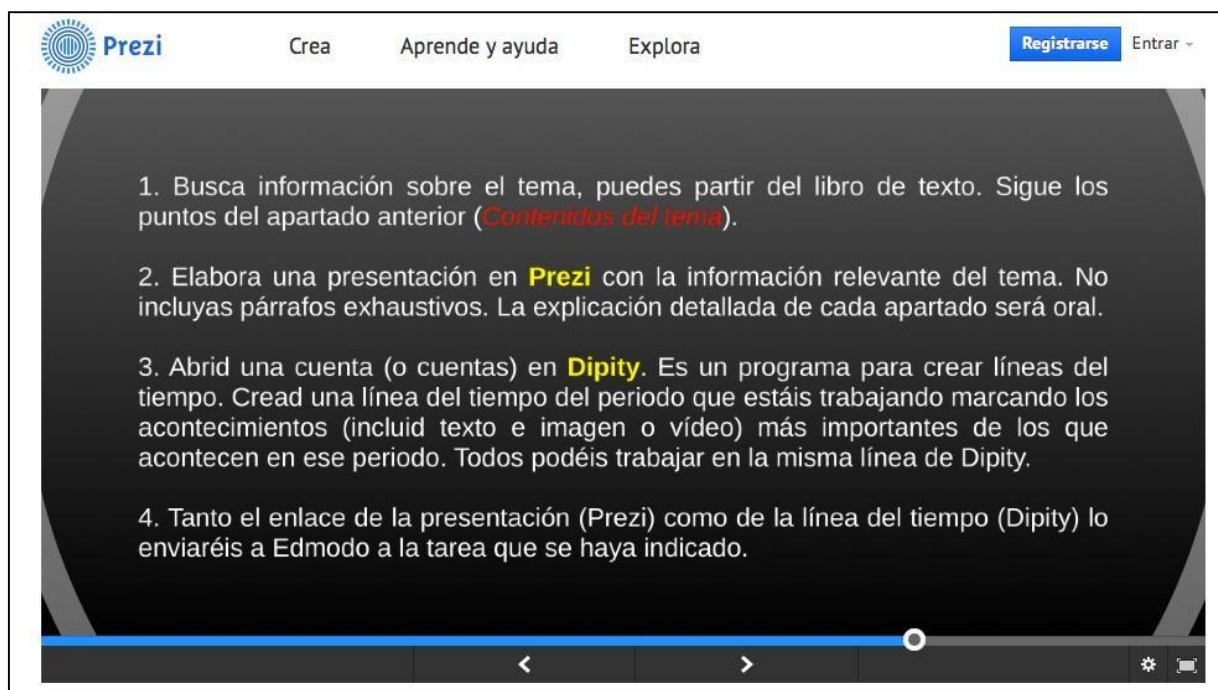 Prezi Crea Aprende y ayuda Explora Registrarse Entrar
1. Busca información sobre el tema, puedes partir del libro de texto. Sigue los
puntos del apartado anterior (Contenidos del tema).
2. Elabora una presentación en Prezi con la información relevante del tema. No
incluyas párrafos exhaustivos. La explicación detallada de cada apartado será oral.
3. Abrid una cuenta (o cuentas) en Dipity. Es un programa para crear líneas del
tiempo. Cread una línea del tiempo del periodo que estáis trabajando marcando los
acontecimientos (incluid texto e imagen o vídeo) más importantes de los que
acontecen en ese periodo. Todos podéis trabajar en la misma línea de Dipity.
4. Tanto el enlace de la presentación (Prezi) como de la línea del tiempo (Dipity) lo
enviaréis a Edmodo a la tarea que se haya indicado.